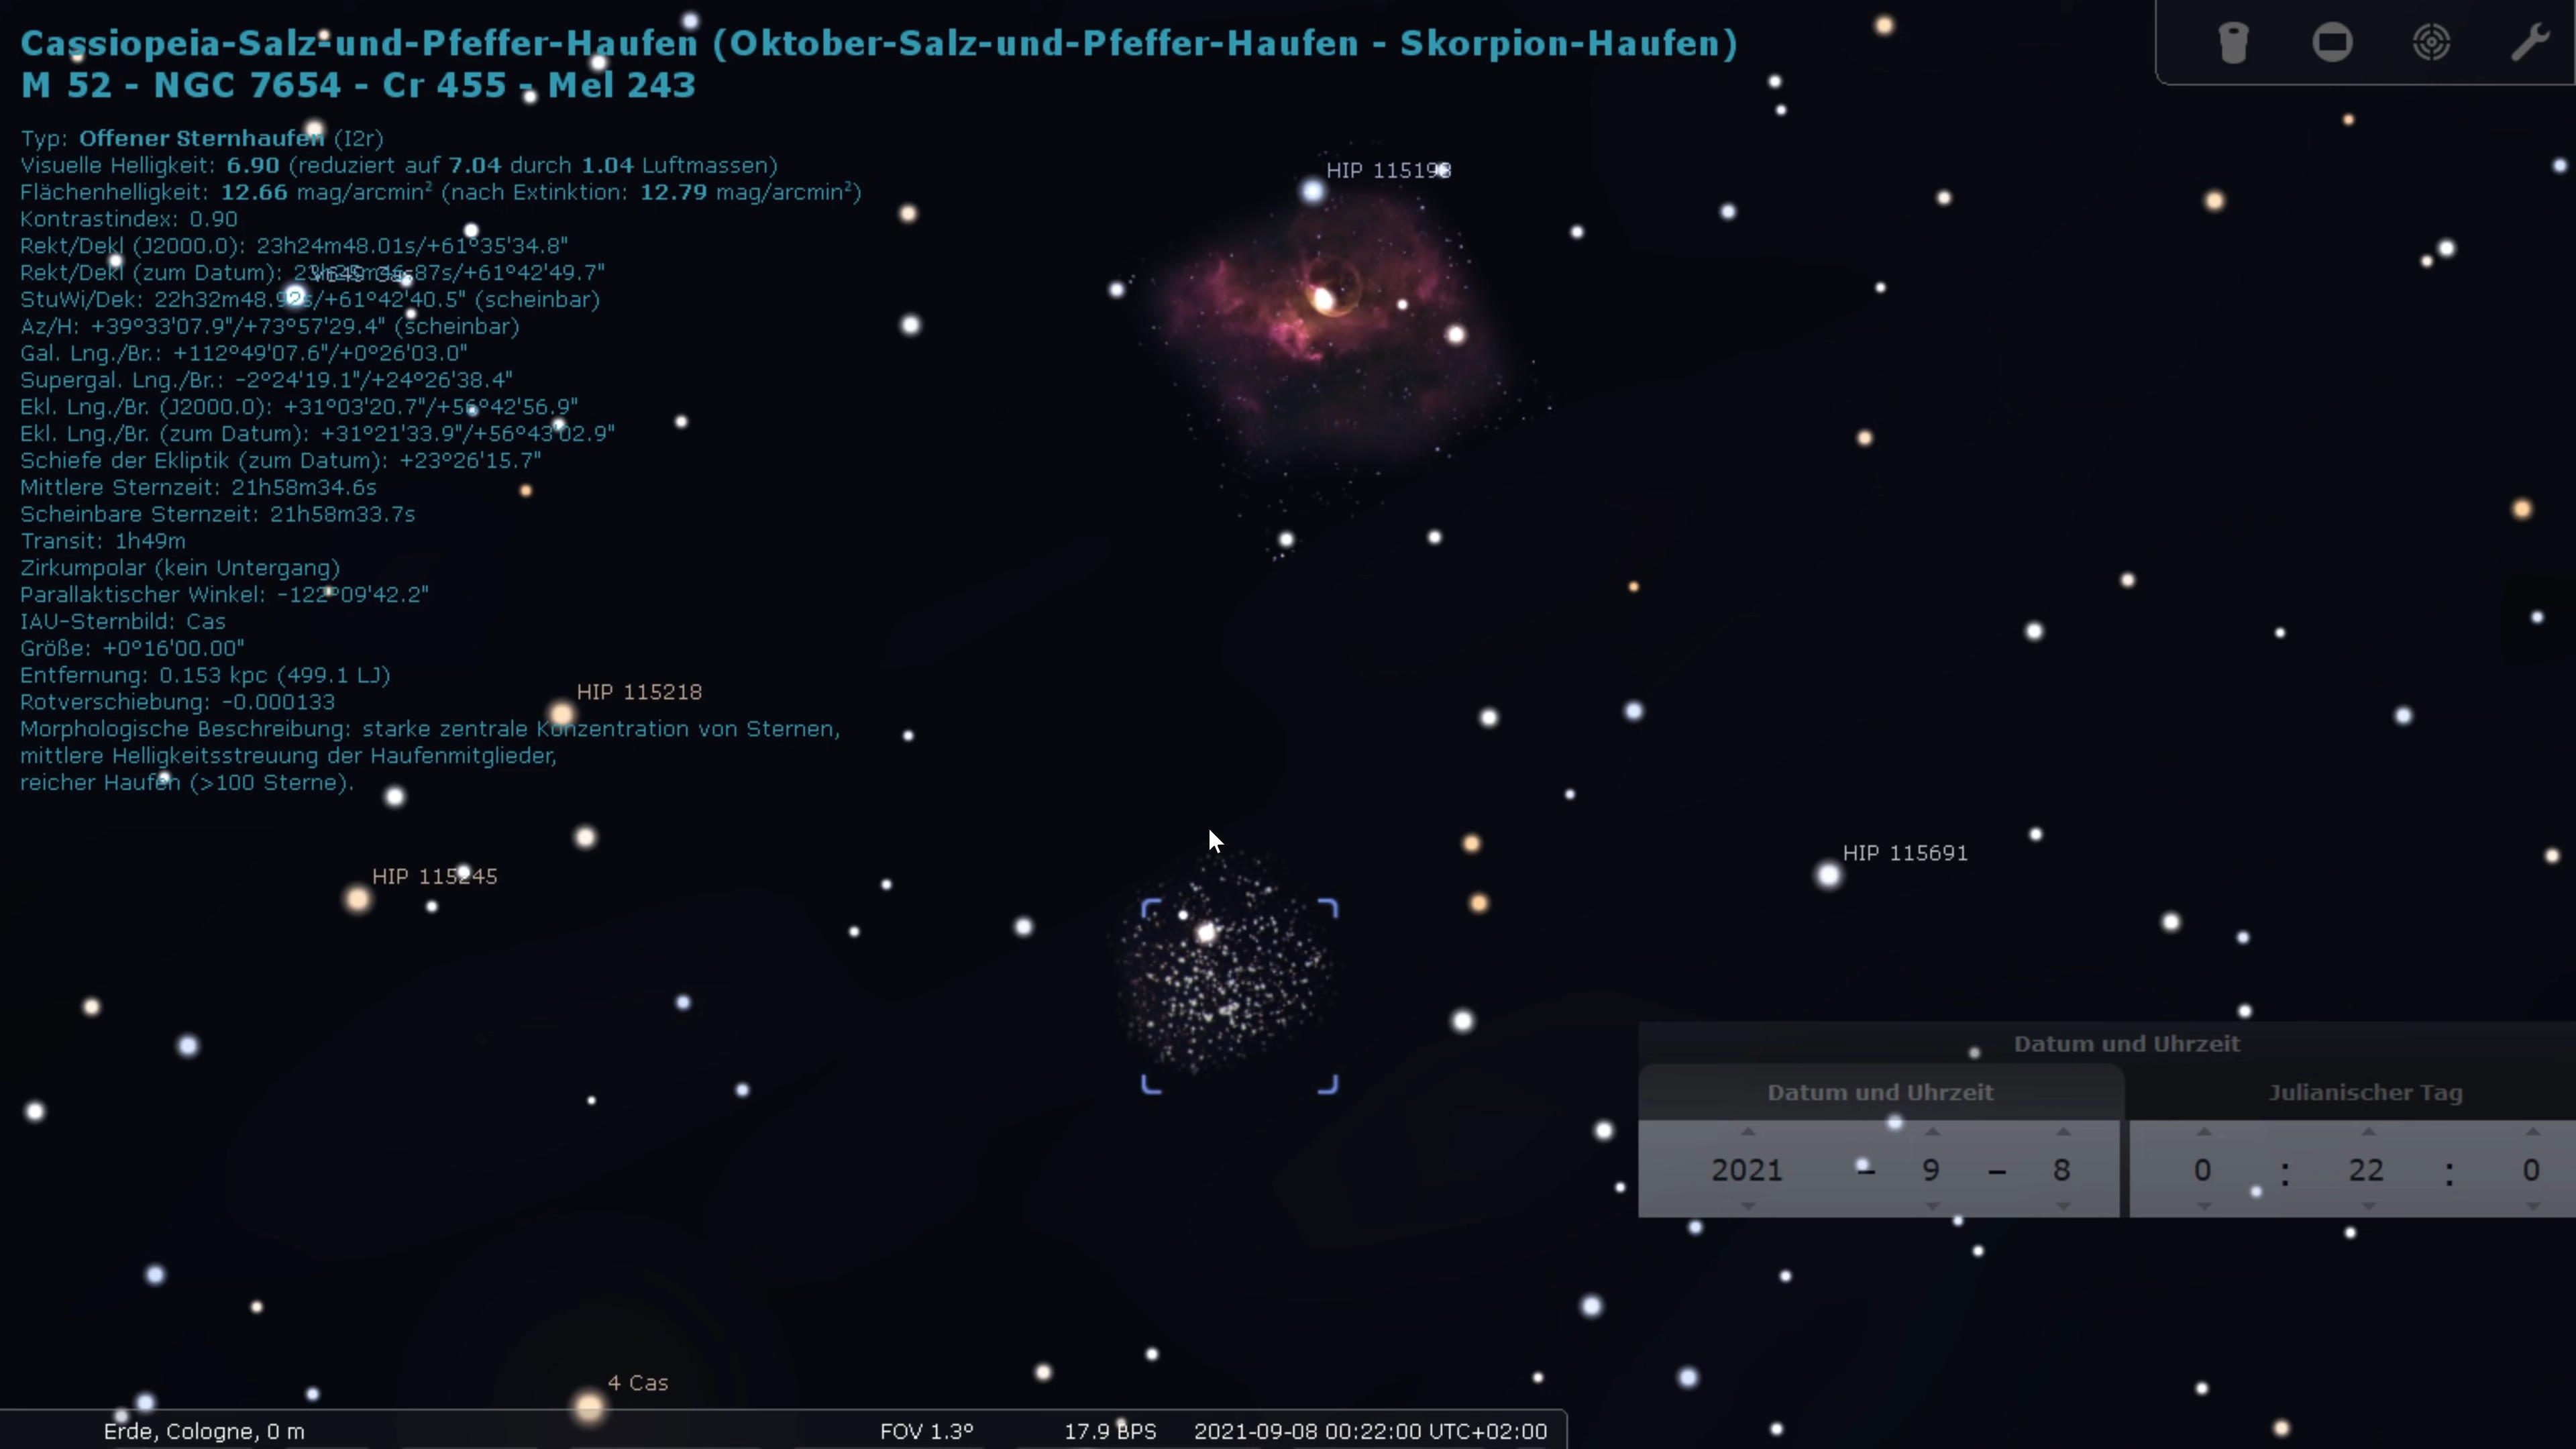 Cassiopeia-Salz-und-Pfeffer-Haufen (Oktober-Salz-und-Pfeffer-Haufen - Skorpion-Haufen)
M 52 - NGC 7654 - Cr 455 - Mel 243
Typ: Offener Sternhaufen (I2r)
Visuelle Helligkeit: 6.90 (reduziert auf 7.04 durch 1.04 Luftmassen)
Flächenhelligkeit: 12.66 mag/arcmin² (nach Extinktion: 12.79 mag/arcmin²)
Kontrastindex: 0.90
Rekt/Dekl (J2000.0): 23h24m48.01s/+61°35'34.8"
Rekt/Dekl (zum Datum): /+61°42'49.7"
StuWi/Dek: 22h32m48.92s/+61°42'40.5" (scheinbar)
Az/H: +39°33'07.9"/+73°57'29.4" (scheinbar)
Gal. Lng./Br.: +112°49'07.6"/+0°26'03.0"
Supergal. Lng./Br.: -2°24'19.1"/+24°26'38.4"
Ekl. Lng./Br. (J2000.0): +31°03'20.7"/+56°42'56.9"
Ekl. Lng./Br. (zum Datum): +31°21'33.9"/+56°43'02.9"
Schiefe der Ekliptik (zum Datum): +23°26'15.7"
Mittlere Sternzeit: 21h58m34.6s
Scheinbare Sternzeit: 21h58m33.7s
Transit: 1h49m
Zirkumpolar (kein Untergang)
Parallaktischer Winkel: -122°09'42.2"
IAU-Sternbild: Cas
Größe: +0°16'00.00"
Entfernung: 0.153 kpc (499.1 LJ)
Rotverschiebung: -0.000133
Morphologische Beschreibung: starke zentrale Konzentration von Sternen,
mittlere Helligkeitsstreuung der Haufenmitglieder,
reicher Haufen (>100 Sterne).
HIP 115198
HIP 115218
HIP 115245
HIP 115691
4 Cas
Datum und Uhrzeit
Datum und Uhrzeit
Julianischer Tag
2021 - 9 - 8
0 : 22 : 0
Erde, Cologne, 0 m
FOV 1.3°
17.9 BPS
2021-09-08 00:22:00 UTC+02:00